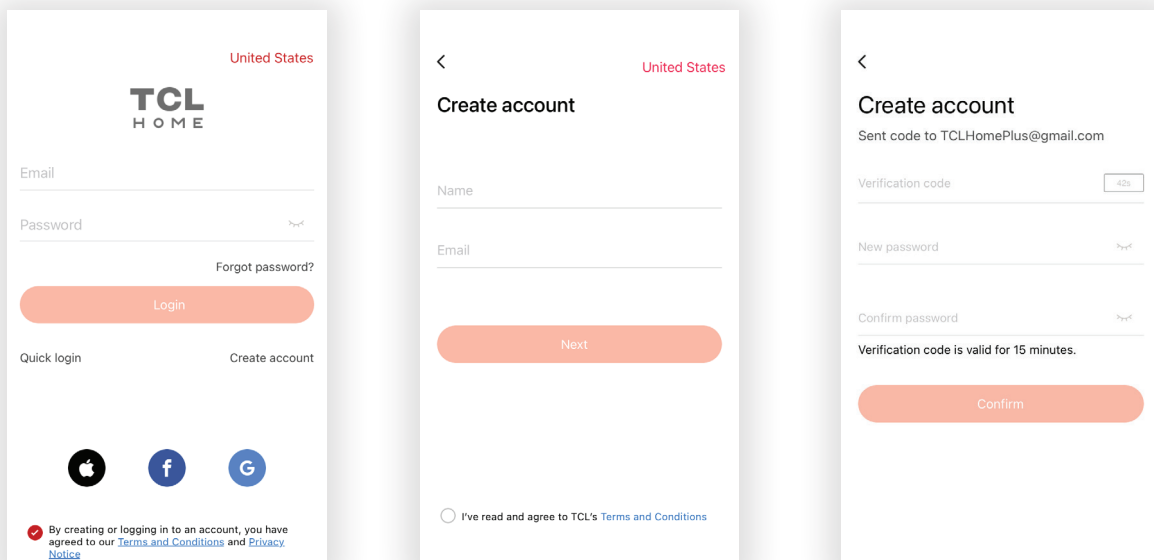 United States
TCL
HOME
Email
Password
Forgot password?
Login
Quick login
Create account
f
G
By creating or logging in to an account, you have
agreed to our Terms and Conditions and Privacy
Notice
United States
Create account
Name
Email
Next
I've read and agree to TCL's Terms and Conditions
Create account
Sent code to TCLHomePlus@gmail.com
Verification code
42s
New password
Confirm password
Verification code is valid for 15 minutes.
Confirm